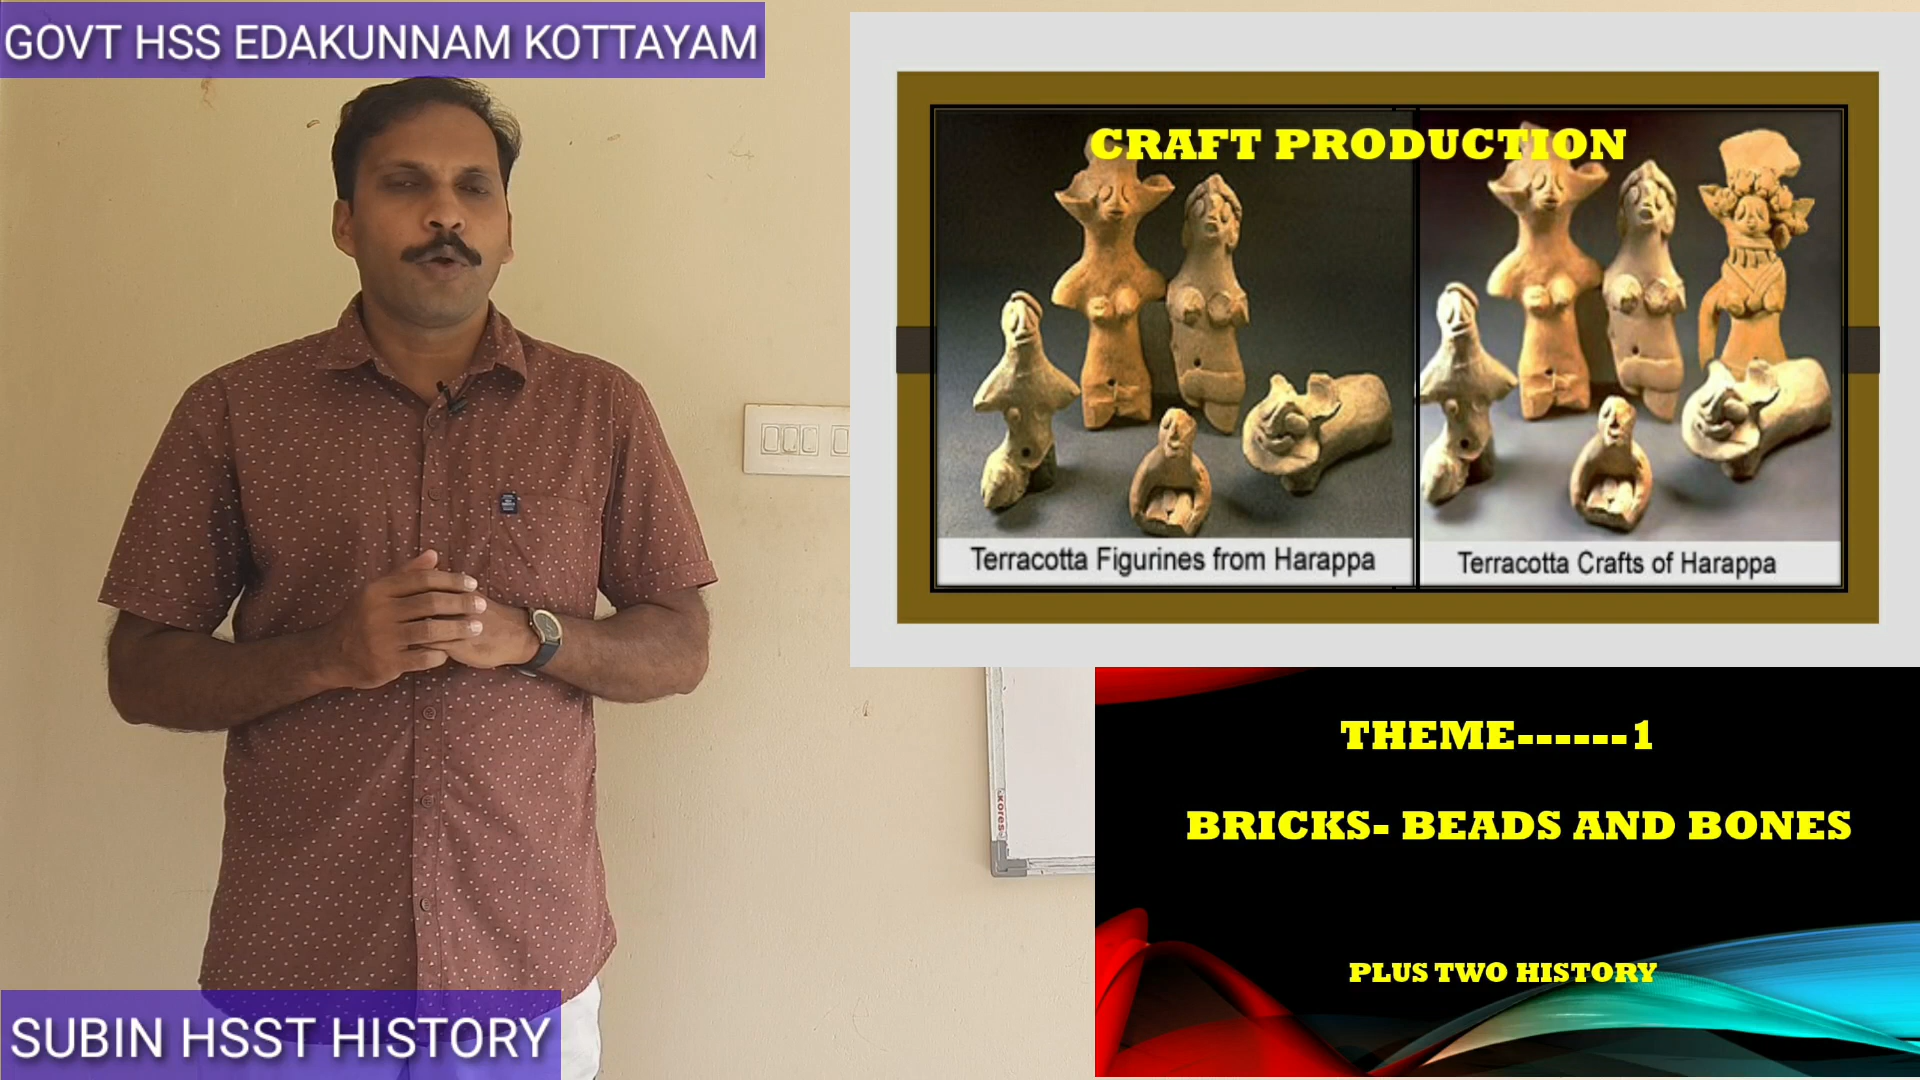 GOVT HSS EDAKUNNAM KOTTAYAM
CRAFT PRODUCTION
Terracotta Figurines from Harappa
Terracotta Crafts of Harappa
kores
THEME------1
BRICKS- BEADS AND BONES
PLUS TWO HISTORY
SUBIN HSST HISTORY